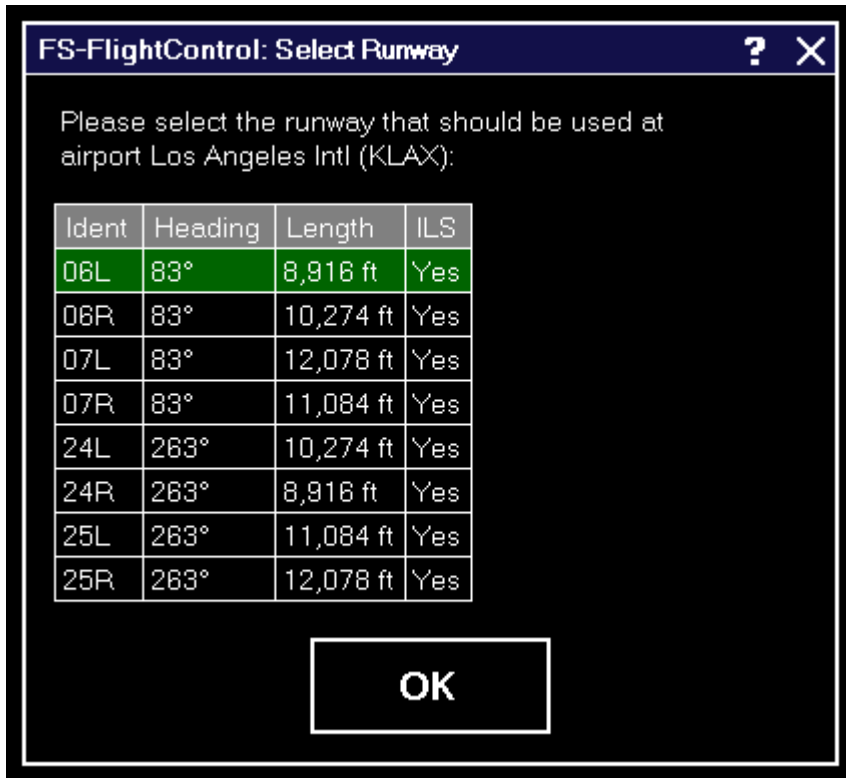 FS-FlightControl: Select Runway ? X
Please select the runway that should be used at
airport Los Angeles Intl (KLAX):
Ident Heading Length ILS
06L 83° 8,916 ft Yes
06R 83° 10,274 ft Yes
07L 83° 12,078 ft Yes
07R 83° 11,084 ft Yes
24L 263° 10,274 ft Yes
24R 263° 8,916 ft Yes
25L 263° 11,084 ft Yes
25R 263° 12,078 ft Yes
OK